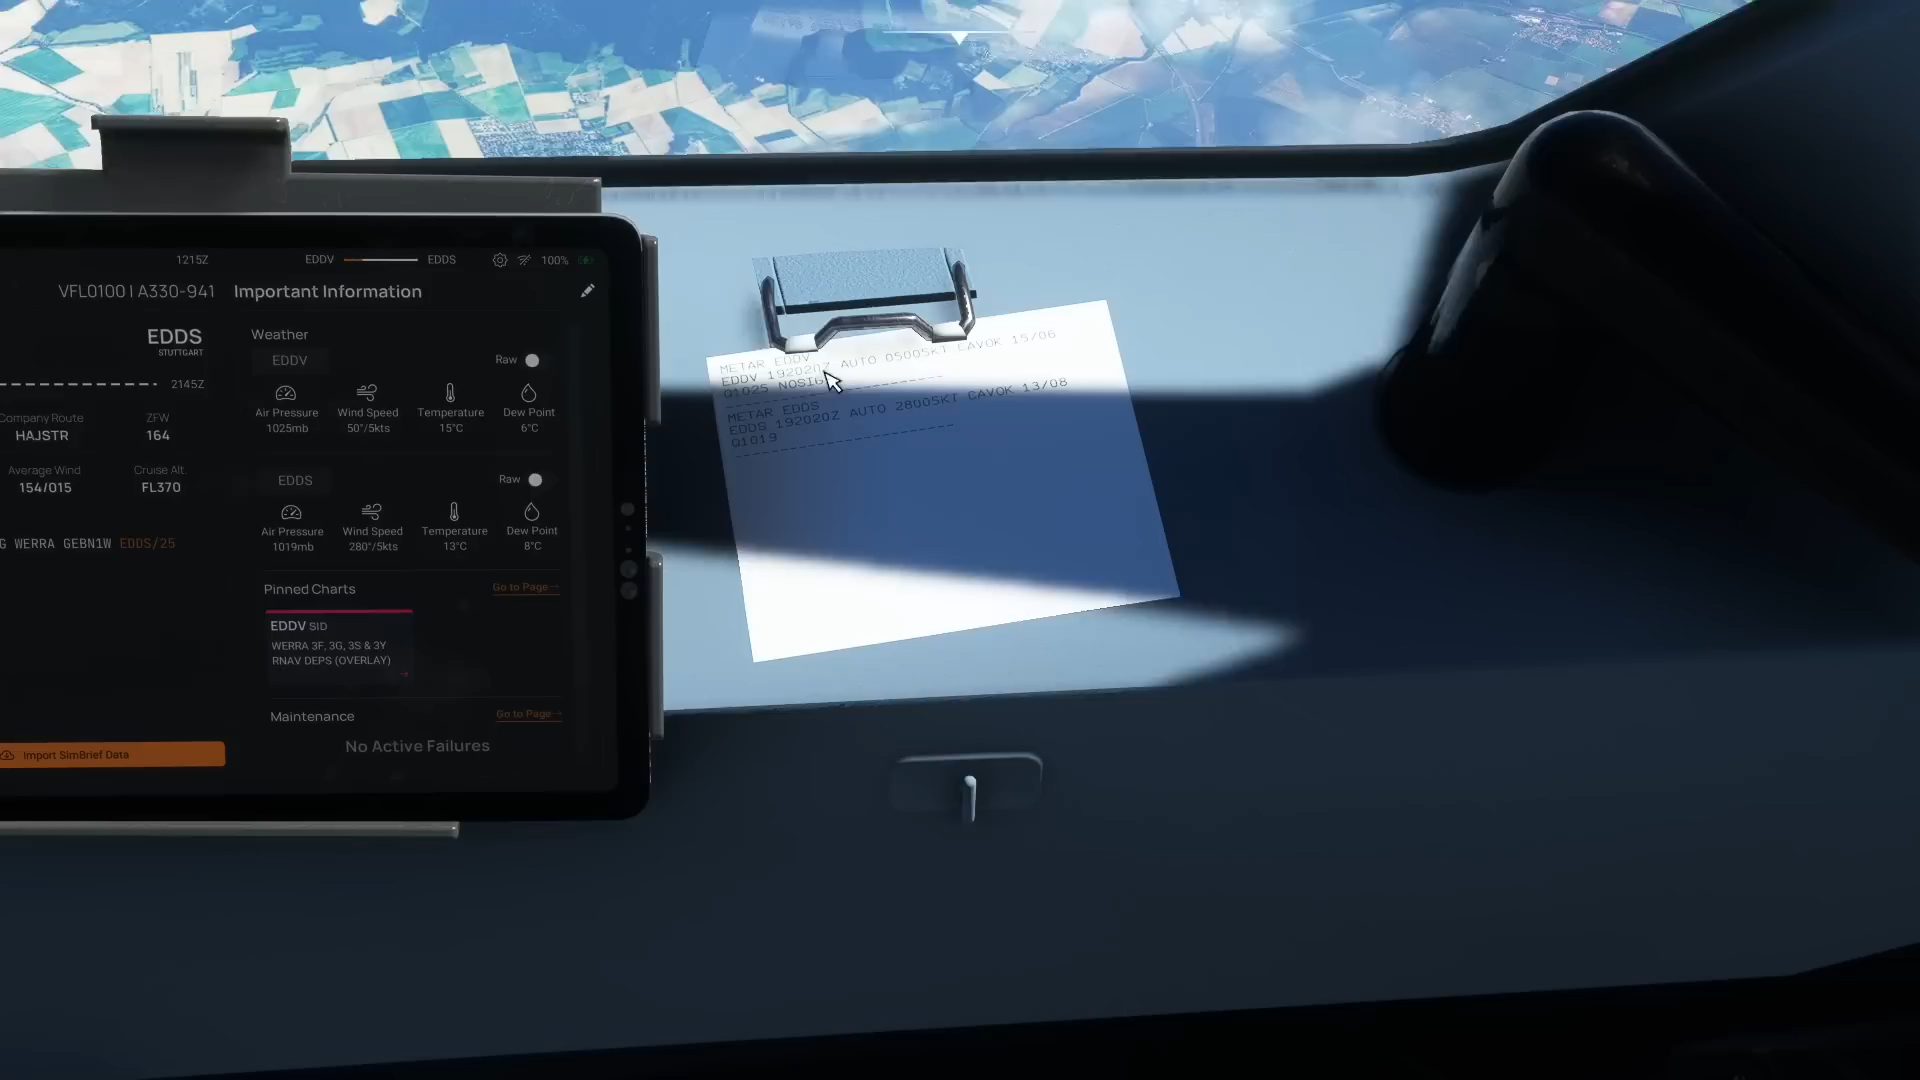 1215Z
EDDV EDDS
100%
VFL0100 | A330-941
Important Information
EDDS
STUTTGART
2145Z
Company Route
ZFW
HAJSTR
164
Average Wind
Cruise Alt.
154/015
FL370
G WERRA GEBN1W EDDS/25
Import SimBrief Data
Weather
EDDV
Raw
Air Pressure
Wind Speed
Temperature
Dew Point
1025mb
50°/5kts
15°C
6°C
EDDS
Raw
Air Pressure
Wind Speed
Temperature
Dew Point
1019mb
280°/5kts
13°C
8°C
Pinned Charts
Go to Page
EDDV SID
WERRA 3F, 3G, 3S & 3Y
RNAV DEPS (OVERLAY)
Maintenance
Go to Page
No Active Failures
METAR EDDV
EDDV 192020Z AUTO 05005KT CAVOK 15/06
Q1025 NOSIG
--------------------
METAR EDDS
EDDS 192020Z AUTO 28005KT CAVOK 13/08
Q1019
--------------------